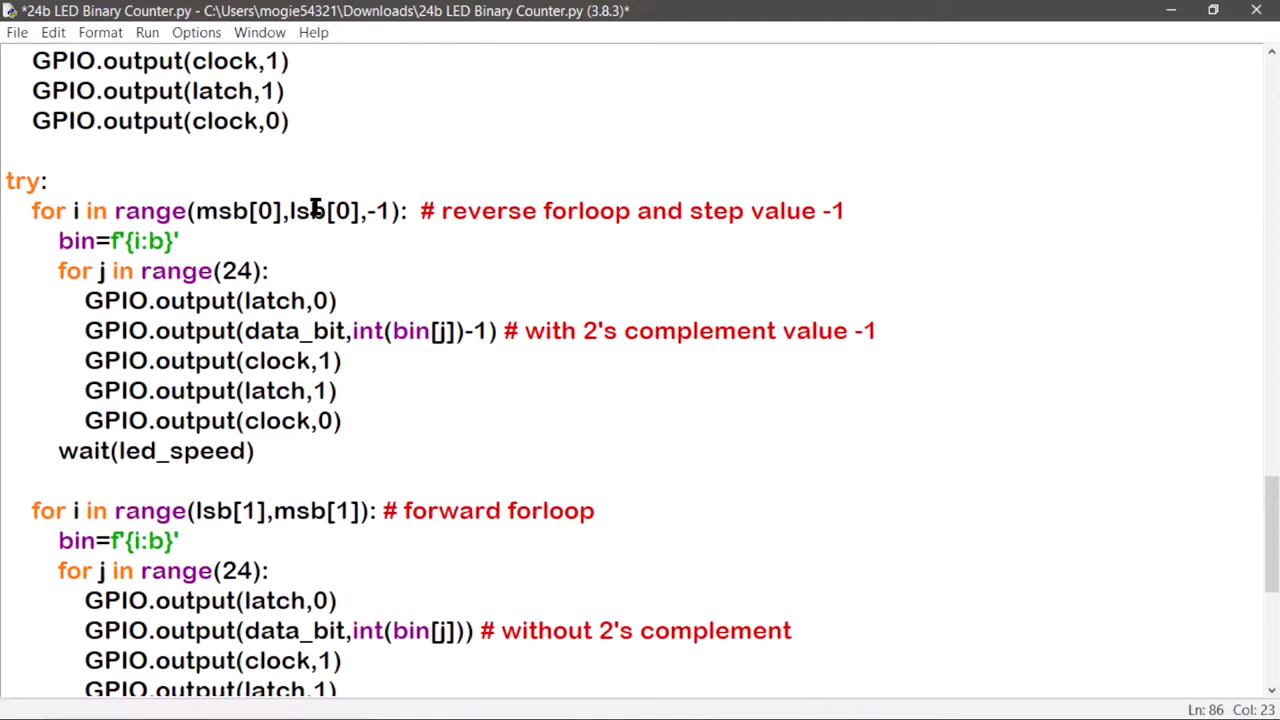 *24b LED Binary Counter.py - C:\Users\mogie54321\Downloads\24b LED Binary Counter.py (3.8.3)*
File Edit Format Run Options Window Help
GPIO.output(clock,1)
GPIO.output(latch,1)
GPIO.output(clock,0)
try:
for i in range(msb[0],lsb[0],-1): # reverse forloop and step value -1
bin=f'{i:b}'
for j in range(24):
GPIO.output(latch,0)
GPIO.output(data_bit,int(bin[j])-1) # with 2's complement value -1
GPIO.output(clock,1)
GPIO.output(latch,1)
GPIO.output(clock,0)
wait(led_speed)
for i in range(lsb[1],msb[1]): # forward forloop
bin=f'{i:b}'
for j in range(24):
GPIO.output(latch,0)
GPIO.output(data_bit,int(bin[j])) # without 2's complement
GPIO.output(clock,1)
GPIO.output(latch,1)
Ln: 86 Col: 23